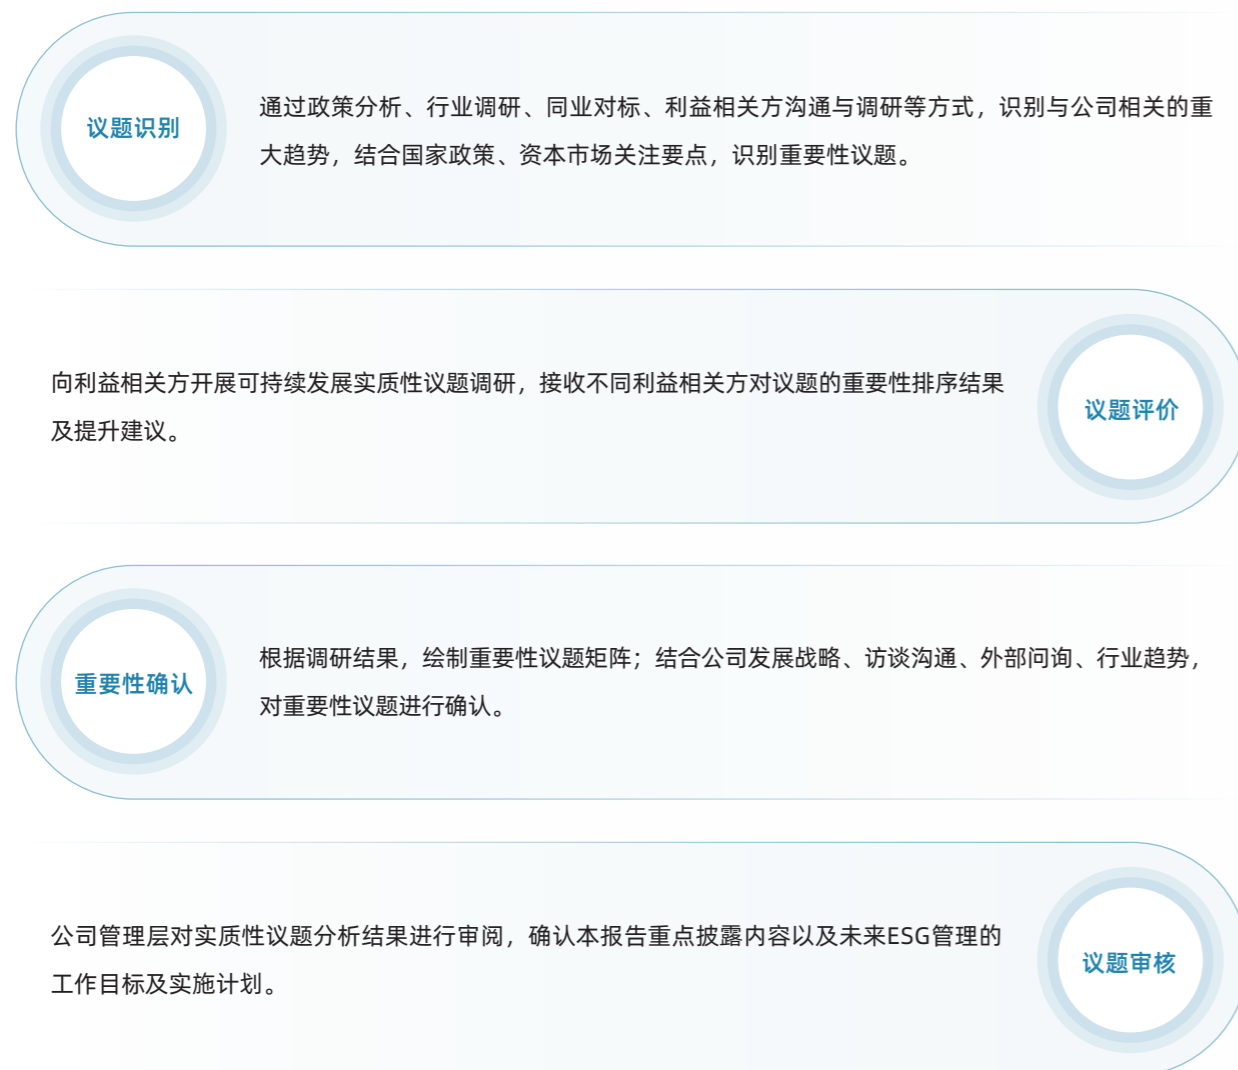 议题识别
通过政策分析、行业调研、同业对标、利益相关方沟通与调研等方式，识别与公司相关的重
大趋势，结合国家政策、资本市场关注要点，识别重要性议题。
向利益相关方开展可持续发展实质性议题调研，接收不同利益相关方对议题的重要性排序结果
及提升建议。
议题评价
重要性确认
根据调研结果，绘制重要性议题矩阵；结合公司发展战略、访谈沟通、外部问询、行业趋势，
对重要性议题进行确认。
公司管理层对实质性议题分析结果进行审阅，确认本报告重点披露内容以及未来ESG管理的
工作目标及实施计划。
议题审核